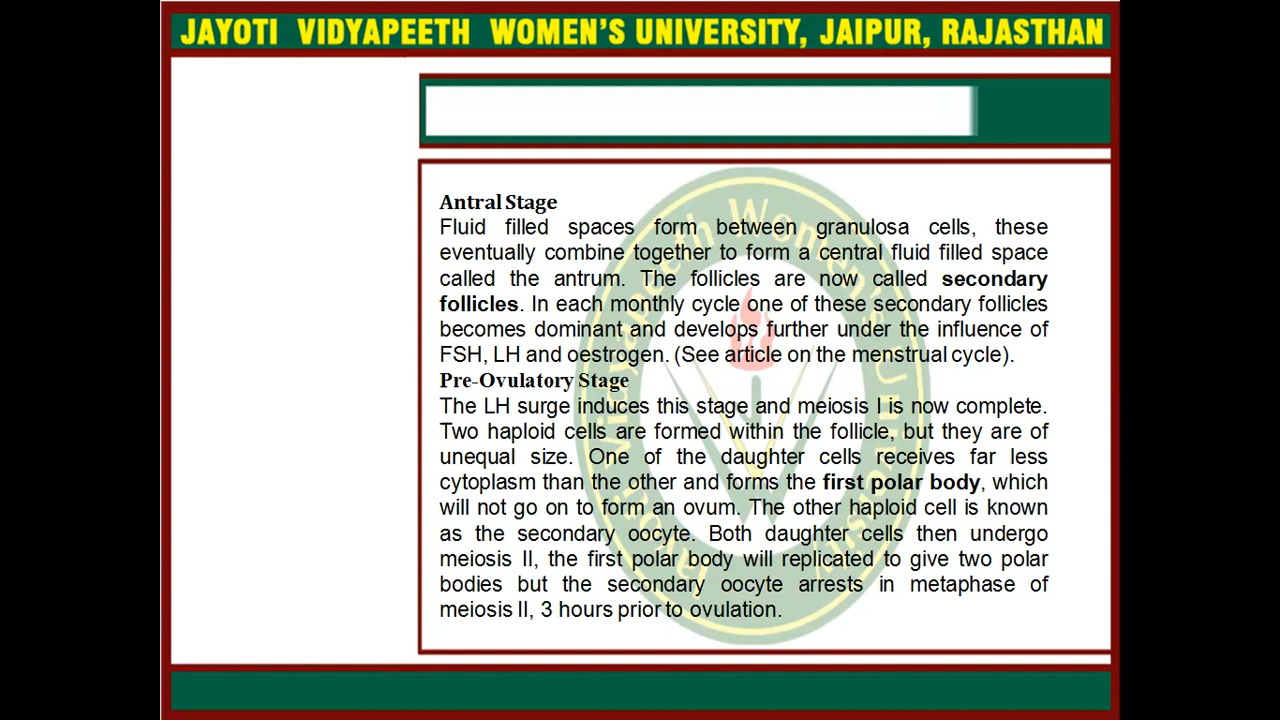 JAYOTI VIDYAPEETH WOMEN'S UNIVERSITY, JAIPUR, RAJASTHAN
Antral Stage
Fluid filled spaces form between granulosa cells, these
eventually combine together to form a central fluid filled space
called the antrum. The follicles are now called secondary
follicles. In each monthly cycle one of these secondary follicles
becomes dominant and develops further under the influence of
FSH, LH and oestrogen. (See article on the menstrual cycle).
Pre-Ovulatory Stage
The LH surge induces this stage and meiosis I is now complete.
Two haploid cells are formed within the follicle, but they are of
unequal size. One of the daughter cells receives far less
cytoplasm than the other and forms the first polar body, which
will not go on to form an ovum. The other haploid cell is known
as the secondary oocyte. Both daughter cells then undergo
meiosis II, the first polar body will replicated to give two polar
bodies but the secondary oocyte arrests in metaphase of
meiosis II, 3 hours prior to ovulation.
Jayoti Vidyapeeth Women's University